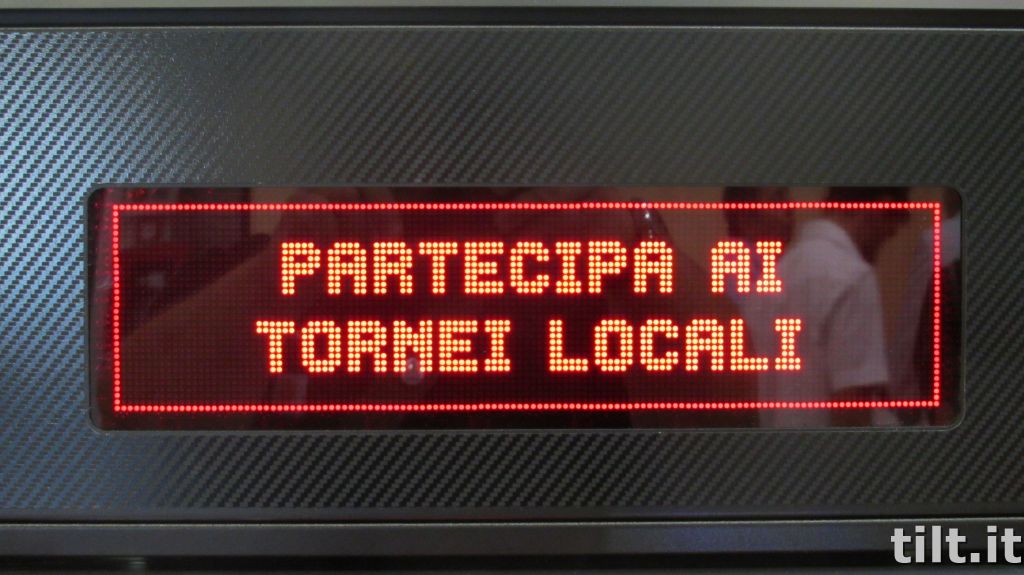 PARTECIPA AI
TORNEI LOCALI
tilt.it